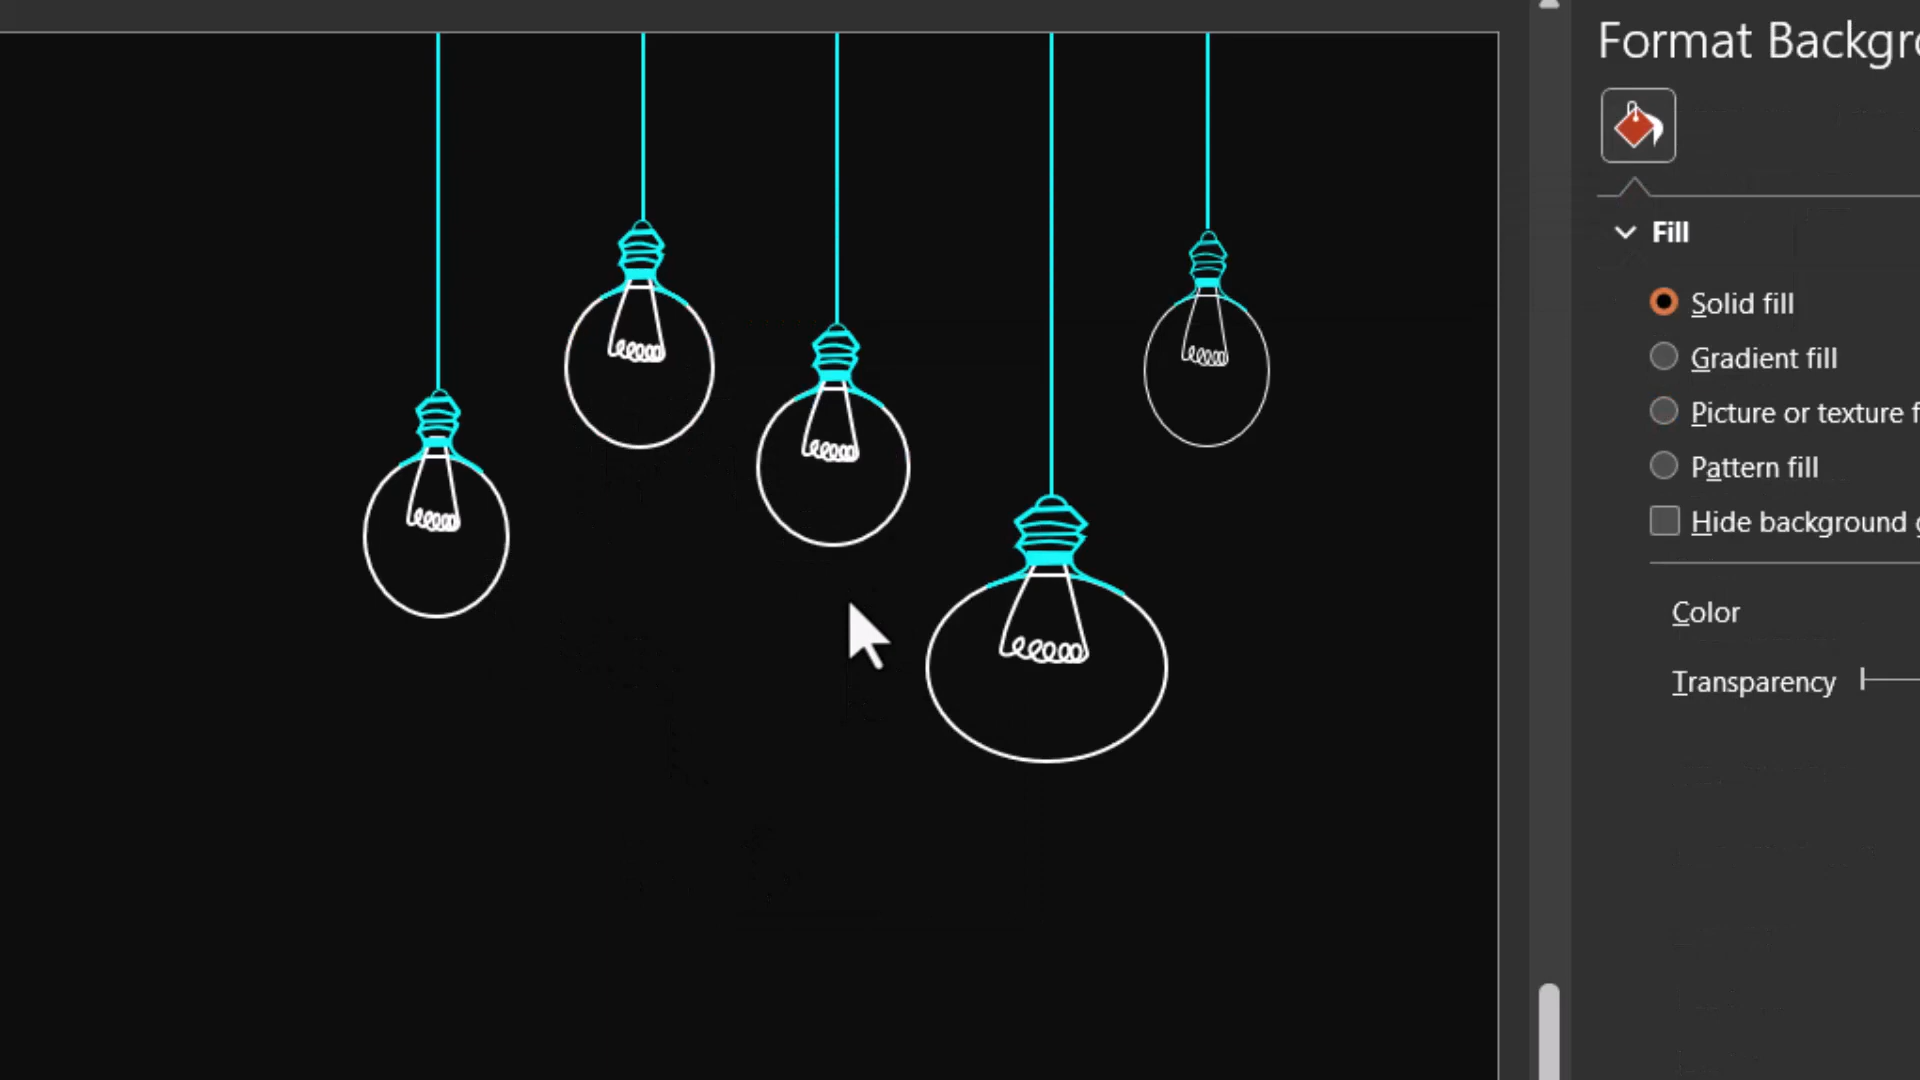 Format Backgr
Fill
Solid fill
Gradient fill
Picture or texture f
Pattern fill
Hide background g
Color
Transparency